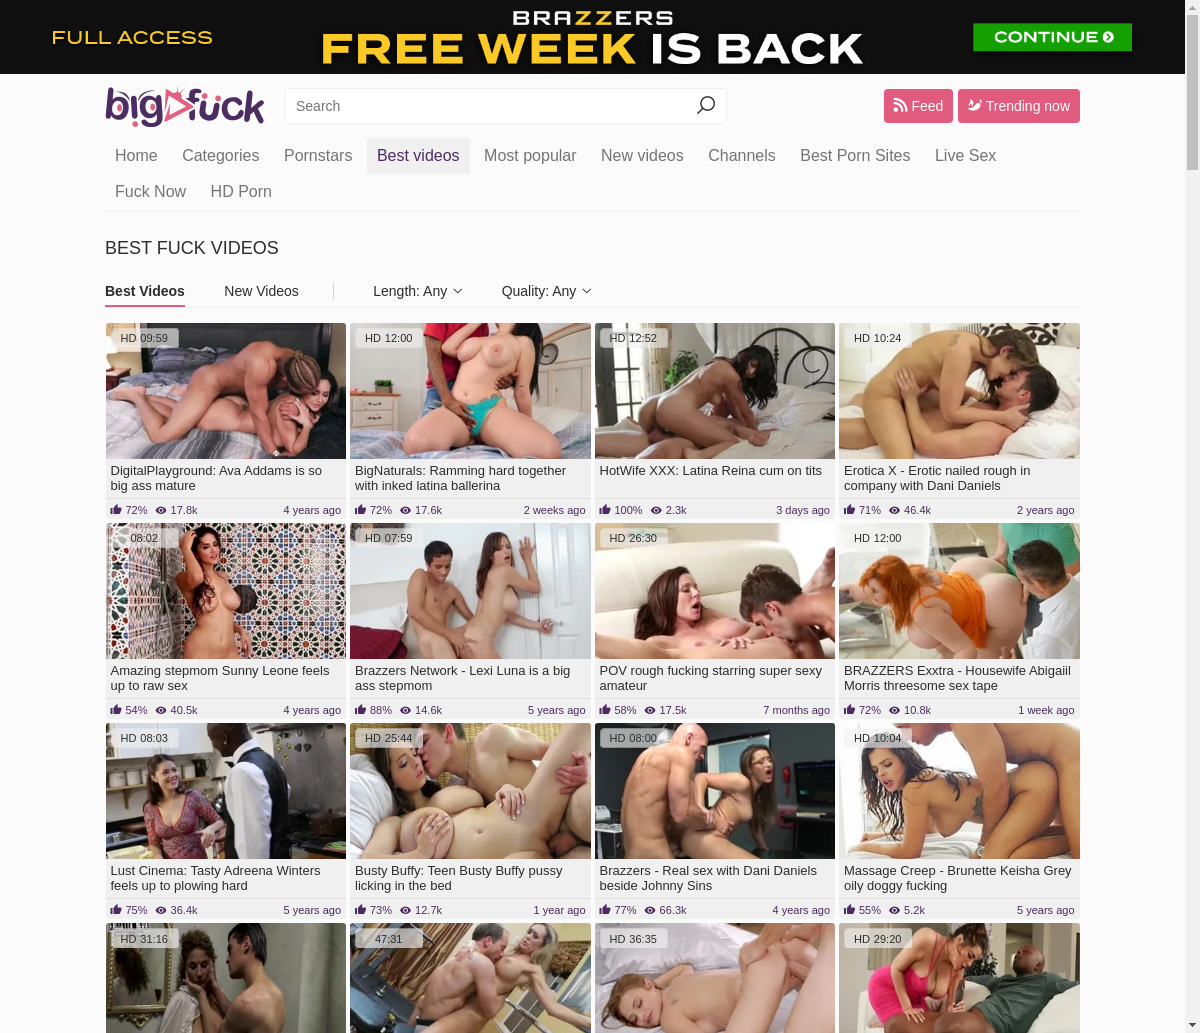 FULL ACCESS
BRAZZERS
FREE WEEK IS BACK
CONTINUE
big fuck
Search
Feed
Trending now
Home Categories Pornstars Best videos Most popular New videos Channels Best Porn Sites Live Sex
Fuck Now HD Porn
BEST FUCK VIDEOS
Best Videos New Videos Length: Any Quality: Any
HD 09:59
HD 12:00
HD 12:52
HD 10:24
DigitalPlayground: Ava Addams is so
big ass mature
BigNaturals: Ramming hard together
with inked latina ballerina
HotWife XXX: Latina Reina cum on tits
Erotica X - Erotic nailed rough in
company with Dani Daniels
72% 17.8k 4 years ago
72% 17.6k 2 weeks ago
100% 2.3k 3 days ago
71% 46.4k 2 years ago
08:02
HD 07:59
HD 26:30
HD 12:00
Amazing stepmom Sunny Leone feels
up to raw sex
Brazzers Network - Lexi Luna is a big
ass stepmom
POV rough fucking starring super sexy
amateur
BRAZZERS Exxtra - Housewife Abigaiil
Morris threesome sex tape
54% 40.5k 4 years ago
88% 14.6k 5 years ago
58% 17.5k 7 months ago
72% 10.8k 1 week ago
HD 08:03
HD 25:44
HD 08:00
HD 10:04
Lust Cinema: Tasty Adreena Winters
feels up to plowing hard
Busty Buffy: Teen Busty Buffy pussy
licking in the bed
Brazzers - Real sex with Dani Daniels
beside Johnny Sins
Massage Creep - Brunette Keisha Grey
oily doggy fucking
75% 36.4k 5 years ago
73% 12.7k 1 year ago
77% 66.3k 4 years ago
55% 5.2k 5 years ago
HD 31:16
47:31
HD 36:35
HD 29:20